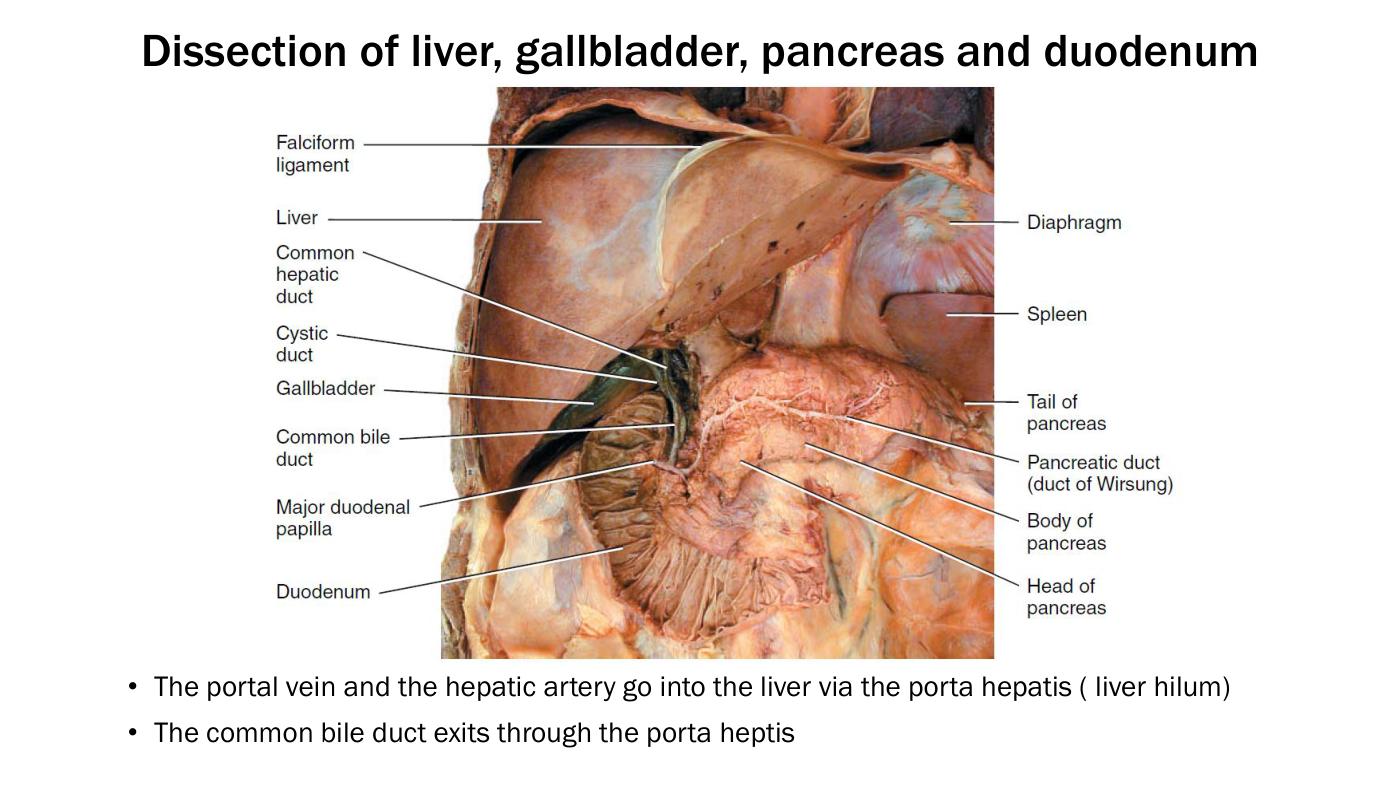 Dissection of liver, gallbladder, pancreas and duodenum
Falciform
ligament
Liver
Common
hepatic
duct
Cystic
duct
Gallbladder
Common bile
duct
Major duodenal
papilla
Duodenum
Diaphragm
Spleen
Tail of
pancreas
Pancreatic duct
(duct of Wirsung)
Body of
pancreas
Head of
pancreas
• The portal vein and the hepatic artery go into the liver via the porta hepatis ( liver hilum)
• The common bile duct exits through the porta heptis